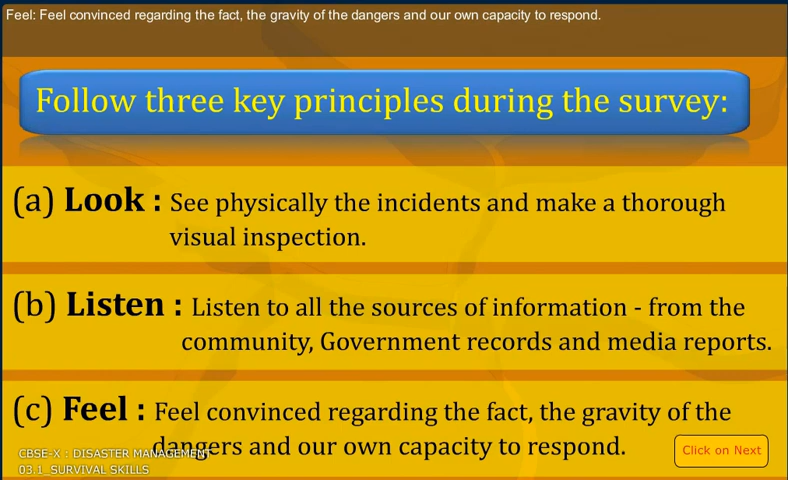 Feel: Feel convinced regarding the fact, the gravity of the dangers and our own capacity to respond.
Follow three key principles during the survey:
(a) Look : See physically the incidents and make a thorough
visual inspection.
(b) Listen : Listen to all the sources of information - from the
community, Government records and media reports.
(c) Feel : Feel convinced regarding the fact, the gravity of the
dangers and our own capacity to respond.
CBSE-X : DISASTER MANAGEMENT
03.1_SURVIVAL SKILLS
Click on Next